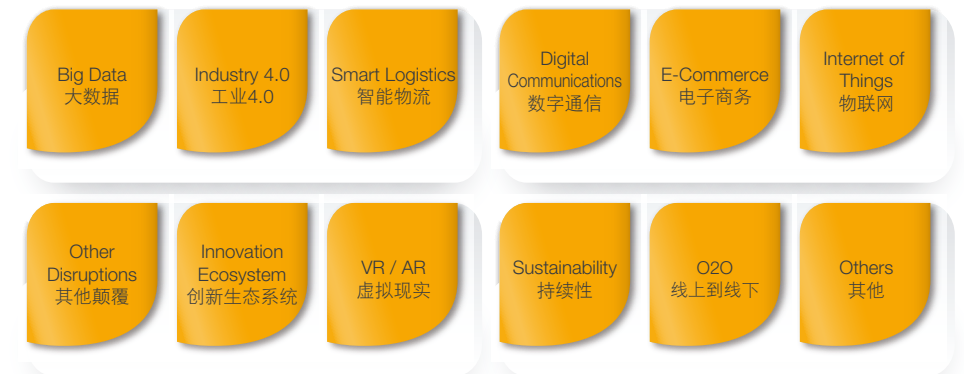 Big Data
大数据
Industry 4.0
工业4.0
Smart Logistics
智能物流
Digital
Communications
数字通信
E-Commerce
电子商务
Internet of
Things
物联网
Other
Disruptions
其他颠覆
Innovation
Ecosystem
创新生态系统
VR / AR
虚拟现实
Sustainability
持续性
O2O
线上到线下
Others
其他